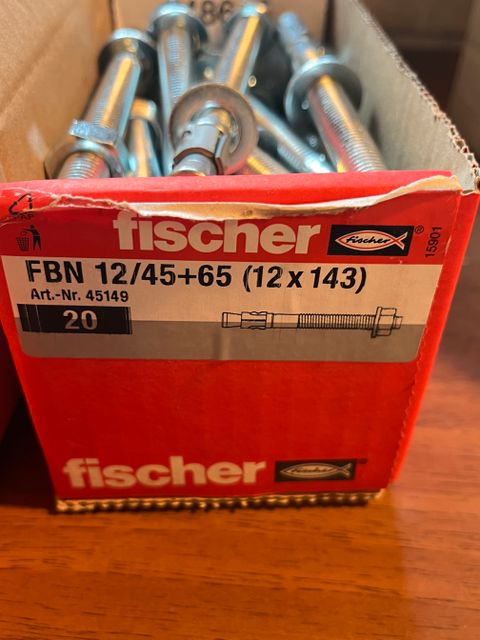 fischer fischer®
15901
FBN 12/45+65 (12 x 143)
Art.-Nr. 45149
20
fischer fischer